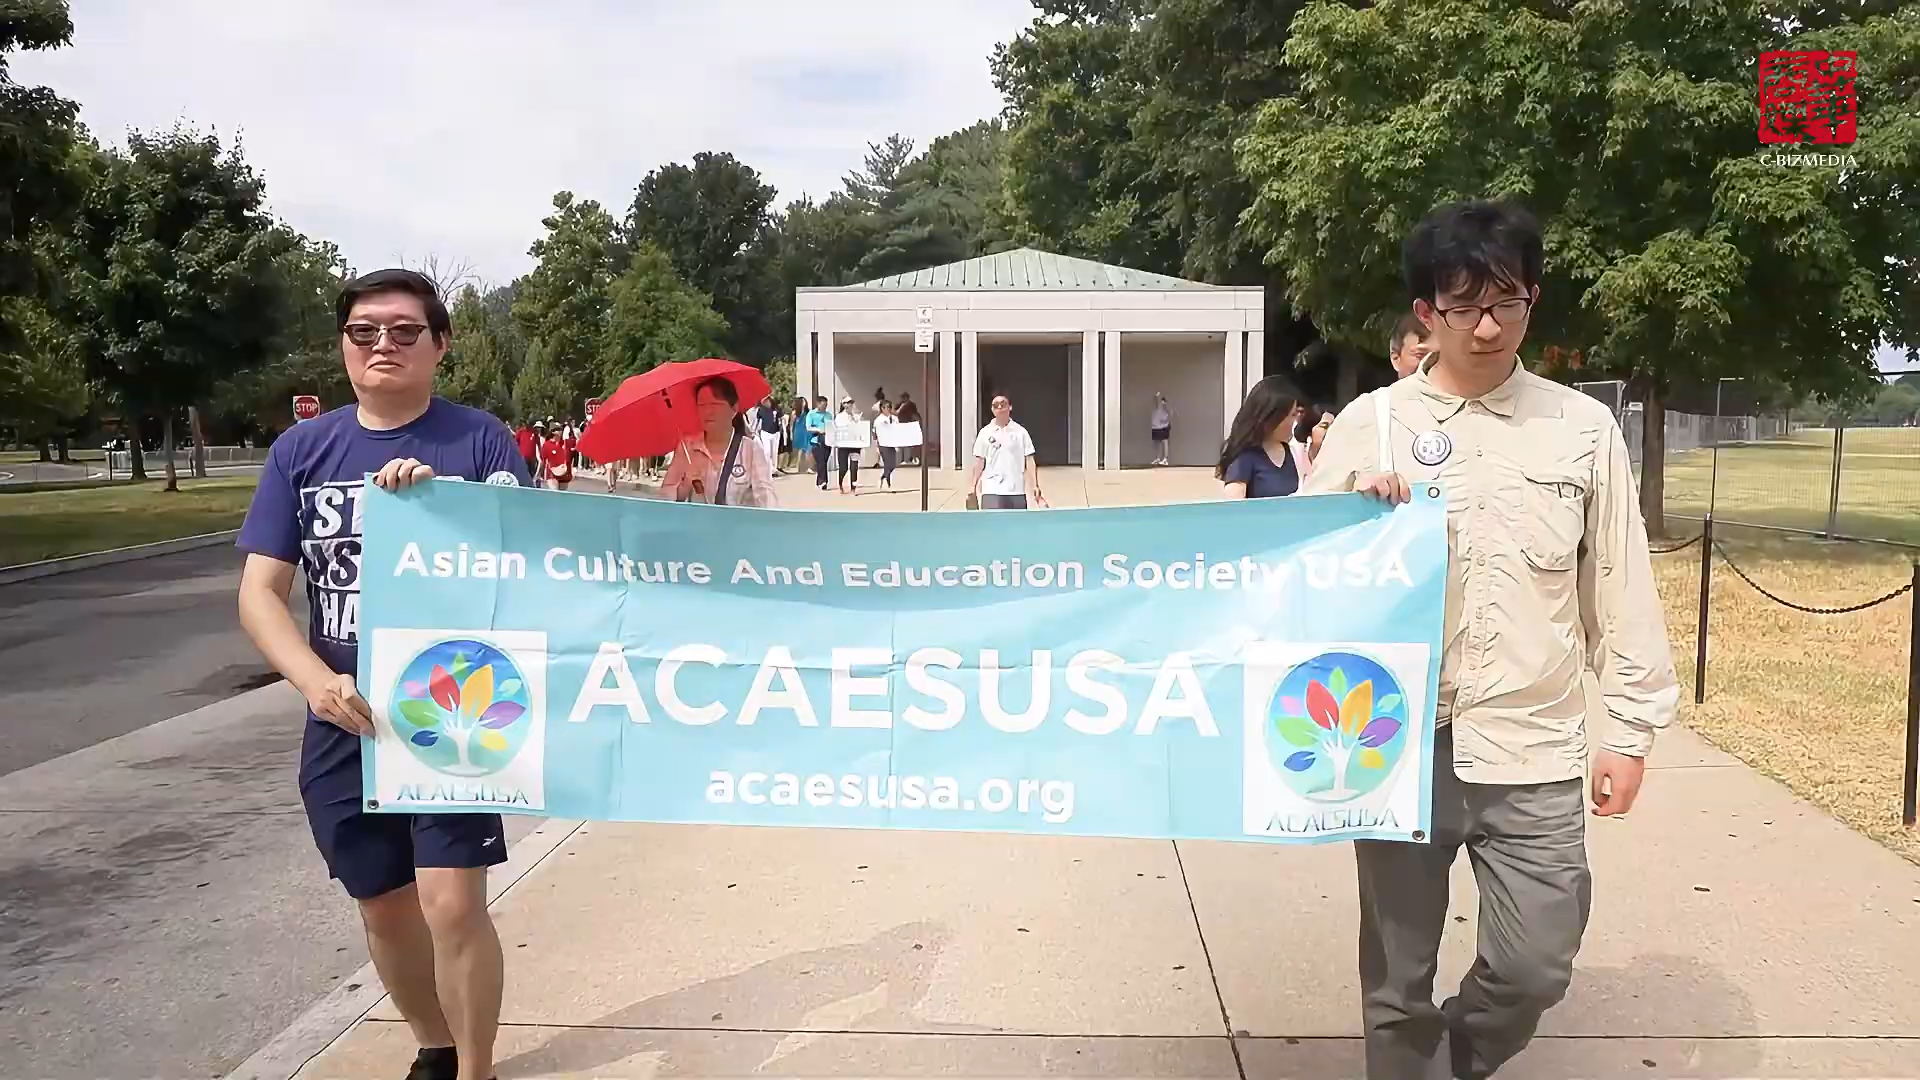 C-BIZMEDIA
STOP
Asian Culture And Education Society USA
ACAESUSA
acaesusa.org
ACAESUSA
ACAESUSA